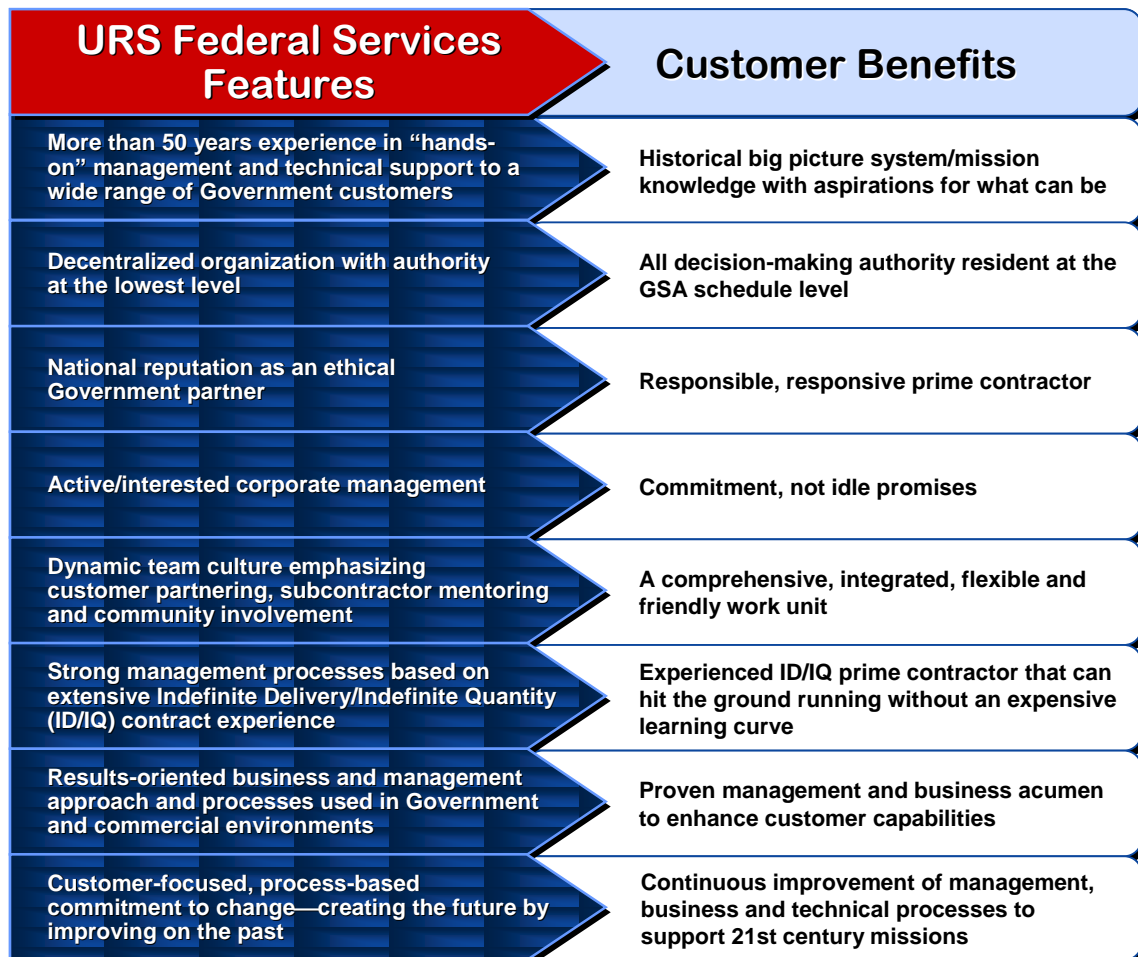 URS Federal Services
Features
Customer Benefits
More than 50 years experience in “hands-
on” management and technical support to a
wide range of Government customers
Historical big picture system/mission
knowledge with aspirations for what can be
Decentralized organization with authority
at the lowest level
All decision-making authority resident at the
GSA schedule level
National reputation as an ethical
Government partner
Responsible, responsive prime contractor
Active/interested corporate management
Commitment, not idle promises
Dynamic team culture emphasizing
customer partnering, subcontractor mentoring
and community involvement
A comprehensive, integrated, flexible and
friendly work unit
Strong management processes based on
extensive Indefinite Delivery/Indefinite Quantity
(ID/IQ) contract experience
Experienced ID/IQ prime contractor that can
hit the ground running without an expensive
learning curve
Results-oriented business and management
approach and processes used in Government
and commercial environments
Proven management and business acumen
to enhance customer capabilities
Customer-focused, process-based
commitment to change—creating the future by
improving on the past
Continuous improvement of management,
business and technical processes to
support 21st century missions